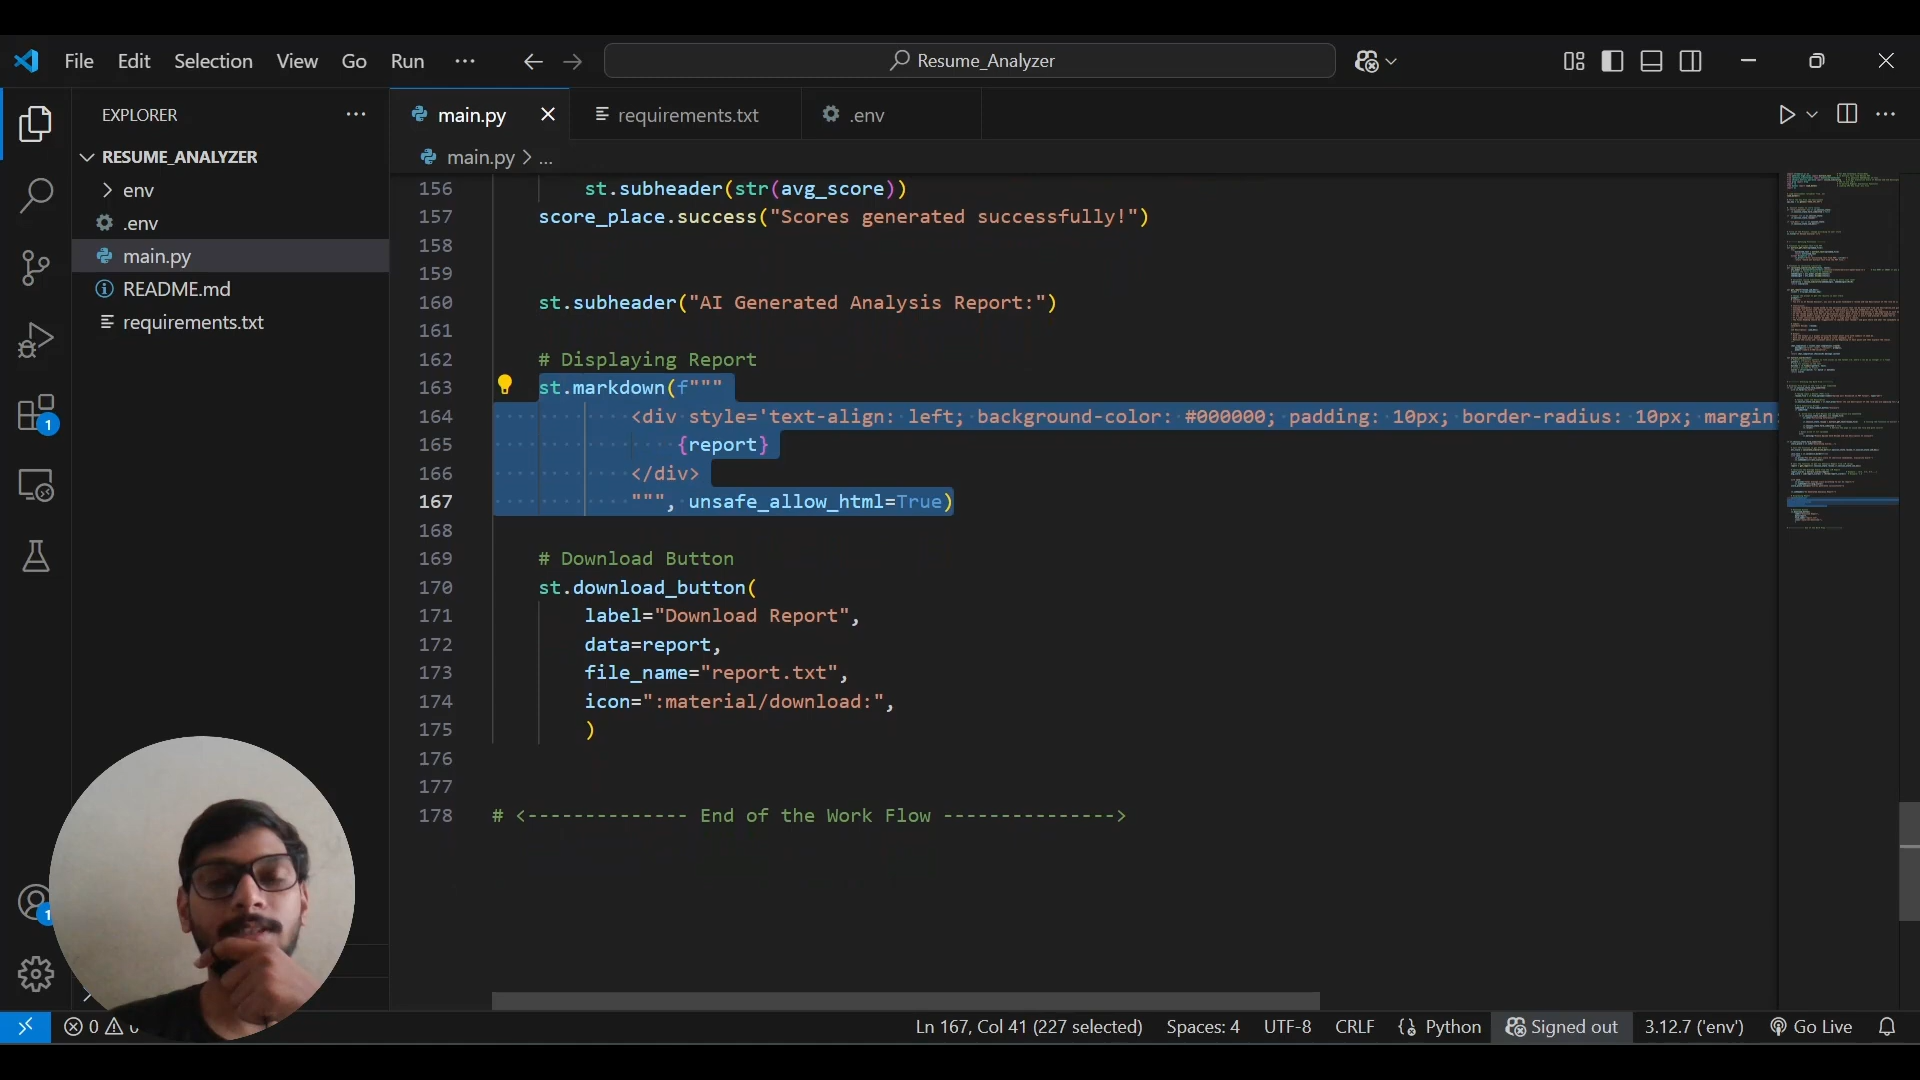 File Edit Selection View Go Run ··· Resume_Analyzer
EXPLORER ···
main.py requirements.txt .env
RESUME_ANALYZER
env
.env
main.py
README.md
requirements.txt
main.py > ...
156 st.subheader(str(avg_score))
157 score_place.success("Scores generated successfully!")
158
159
160 st.subheader("AI Generated Analysis Report:")
161
162 # Displaying Report
163 st.markdown(f"""
164 <div style='text-align: left; background-color: #000000; padding: 10px; border-radius: 10px; margin:
165 {report}
166 </div>
167 """, unsafe_allow_html=True)
168
169 # Download Button
170 st.download_button(
171 label="Download Report",
172 data=report,
173 file_name="report.txt",
174 icon=":material/download:",
175 )
176
177
178 # <-------------- End of the Work Flow --------------->
1
1
0 Ln 167, Col 41 (227 selected) Spaces: 4 UTF-8 CRLF {} Python Signed out 3.12.7 ('env') Go Live